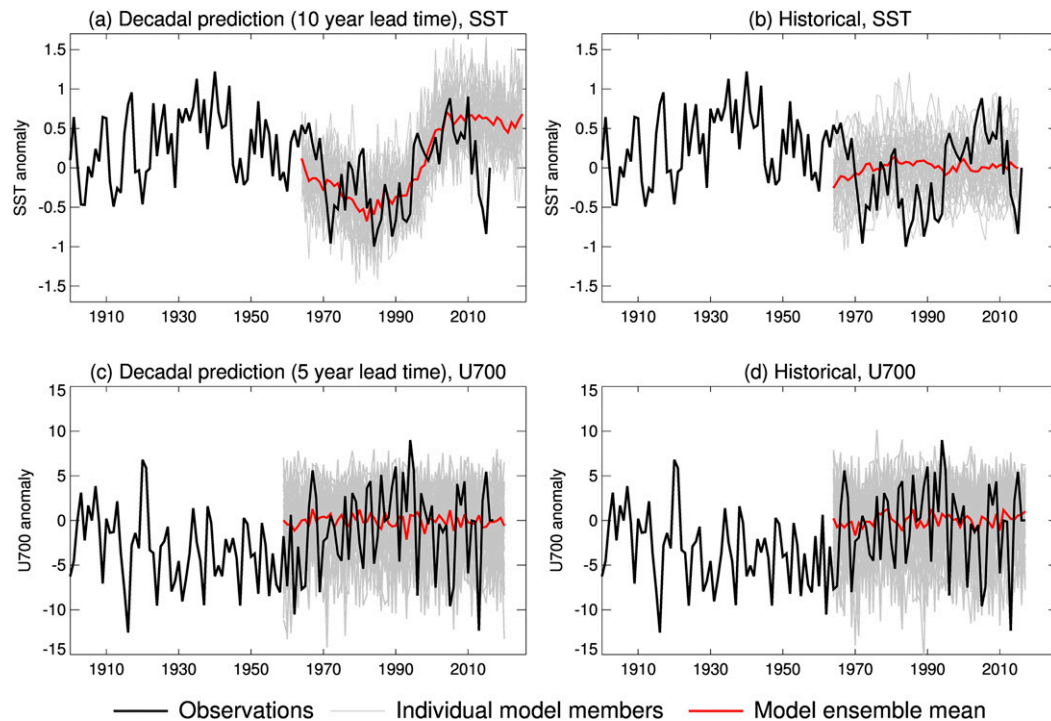 (a) Decadal prediction (10 year lead time), SST
(b) Historical, SST
SST anomaly
1.5
1
0.5
0
-0.5
-1
-1.5
1910 1930 1950 1970 1990 2010
SST anomaly
1.5
1
0.5
0
-0.5
-1
-1.5
1910 1930 1950 1970 1990 2010
(c) Decadal prediction (5 year lead time), U700
(d) Historical, U700
U700 anomaly
15
10
5
0
-5
-10
-15
1910 1930 1950 1970 1990 2010
U700 anomaly
15
10
5
0
-5
-10
-15
1910 1930 1950 1970 1990 2010
Observations Individual model members Model ensemble mean